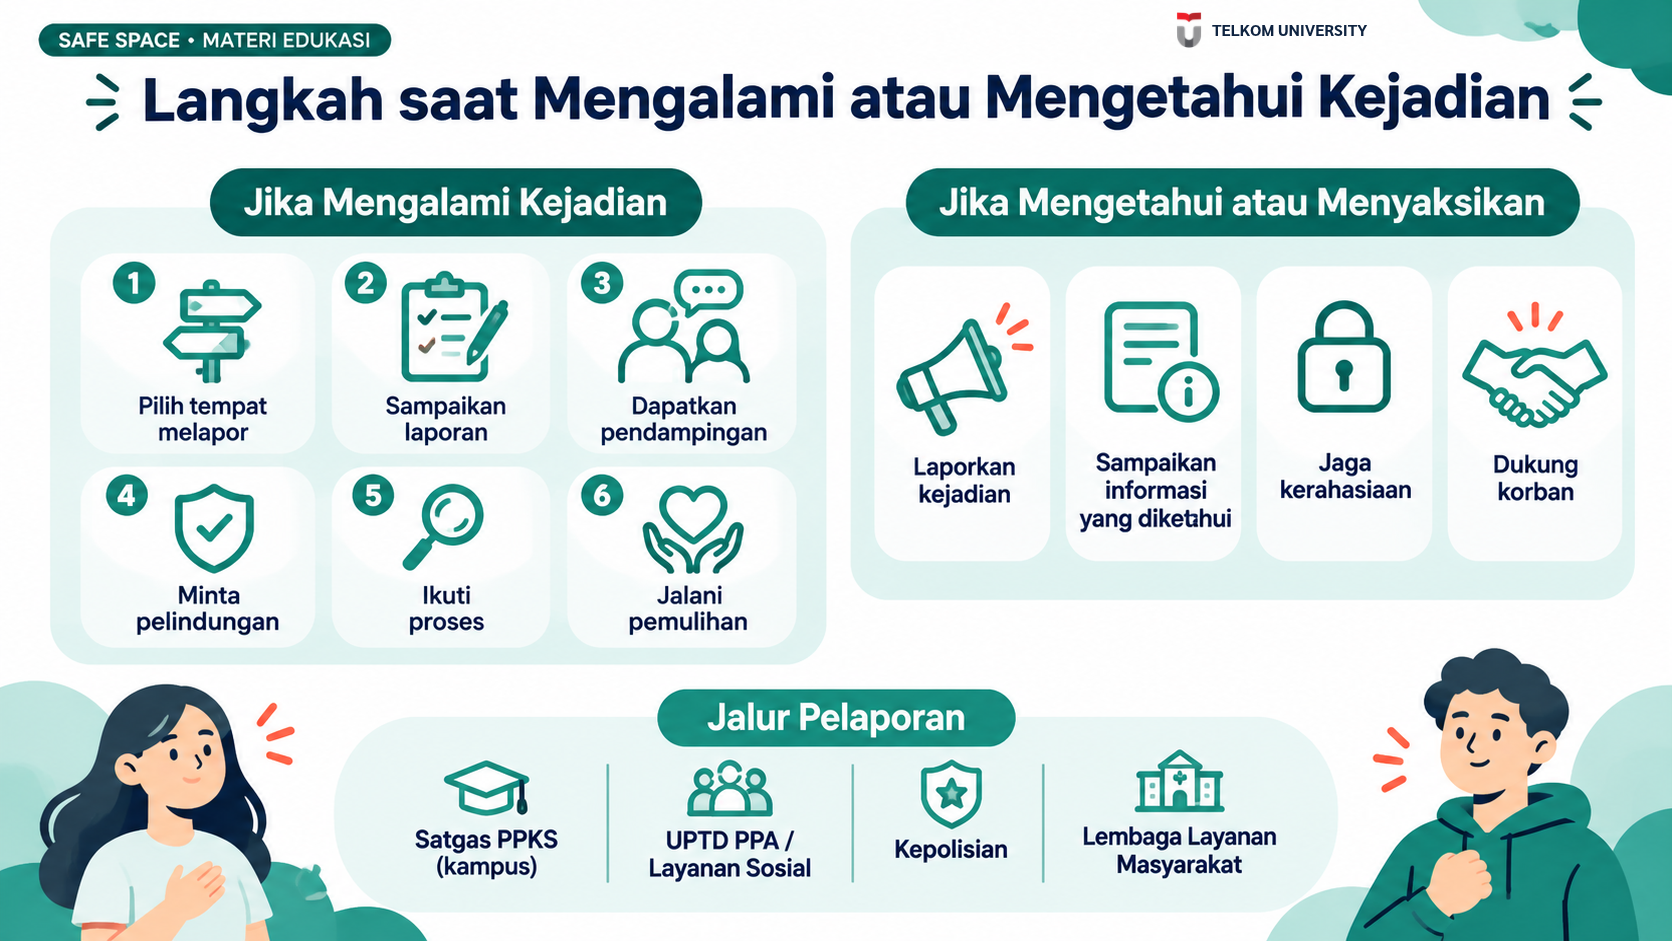 SAFE SPACE • MATERI EDUKASI
TELKOM UNIVERSITY
Langkah saat Mengalami atau Mengetahui Kejadian
Jika Mengalami Kejadian
1
Pilih tempat
melapor
2
Sampaikan
laporan
3
Dapatkan
pendampingan
4
Minta
pelindungan
5
Ikuti
proses
6
Jalani
pemulihan
Jika Mengetahui atau Menyaksikan
Laporkan
kejadian
Sampaikan
informasi
yang diketahui
Jaga
kerahasiaan
Dukung
korban
Jalur Pelaporan
Satgas PPKS
(kampus)
UPTD PPA /
Layanan Sosial
Kepolisian
Lembaga Layanan
Masyarakat